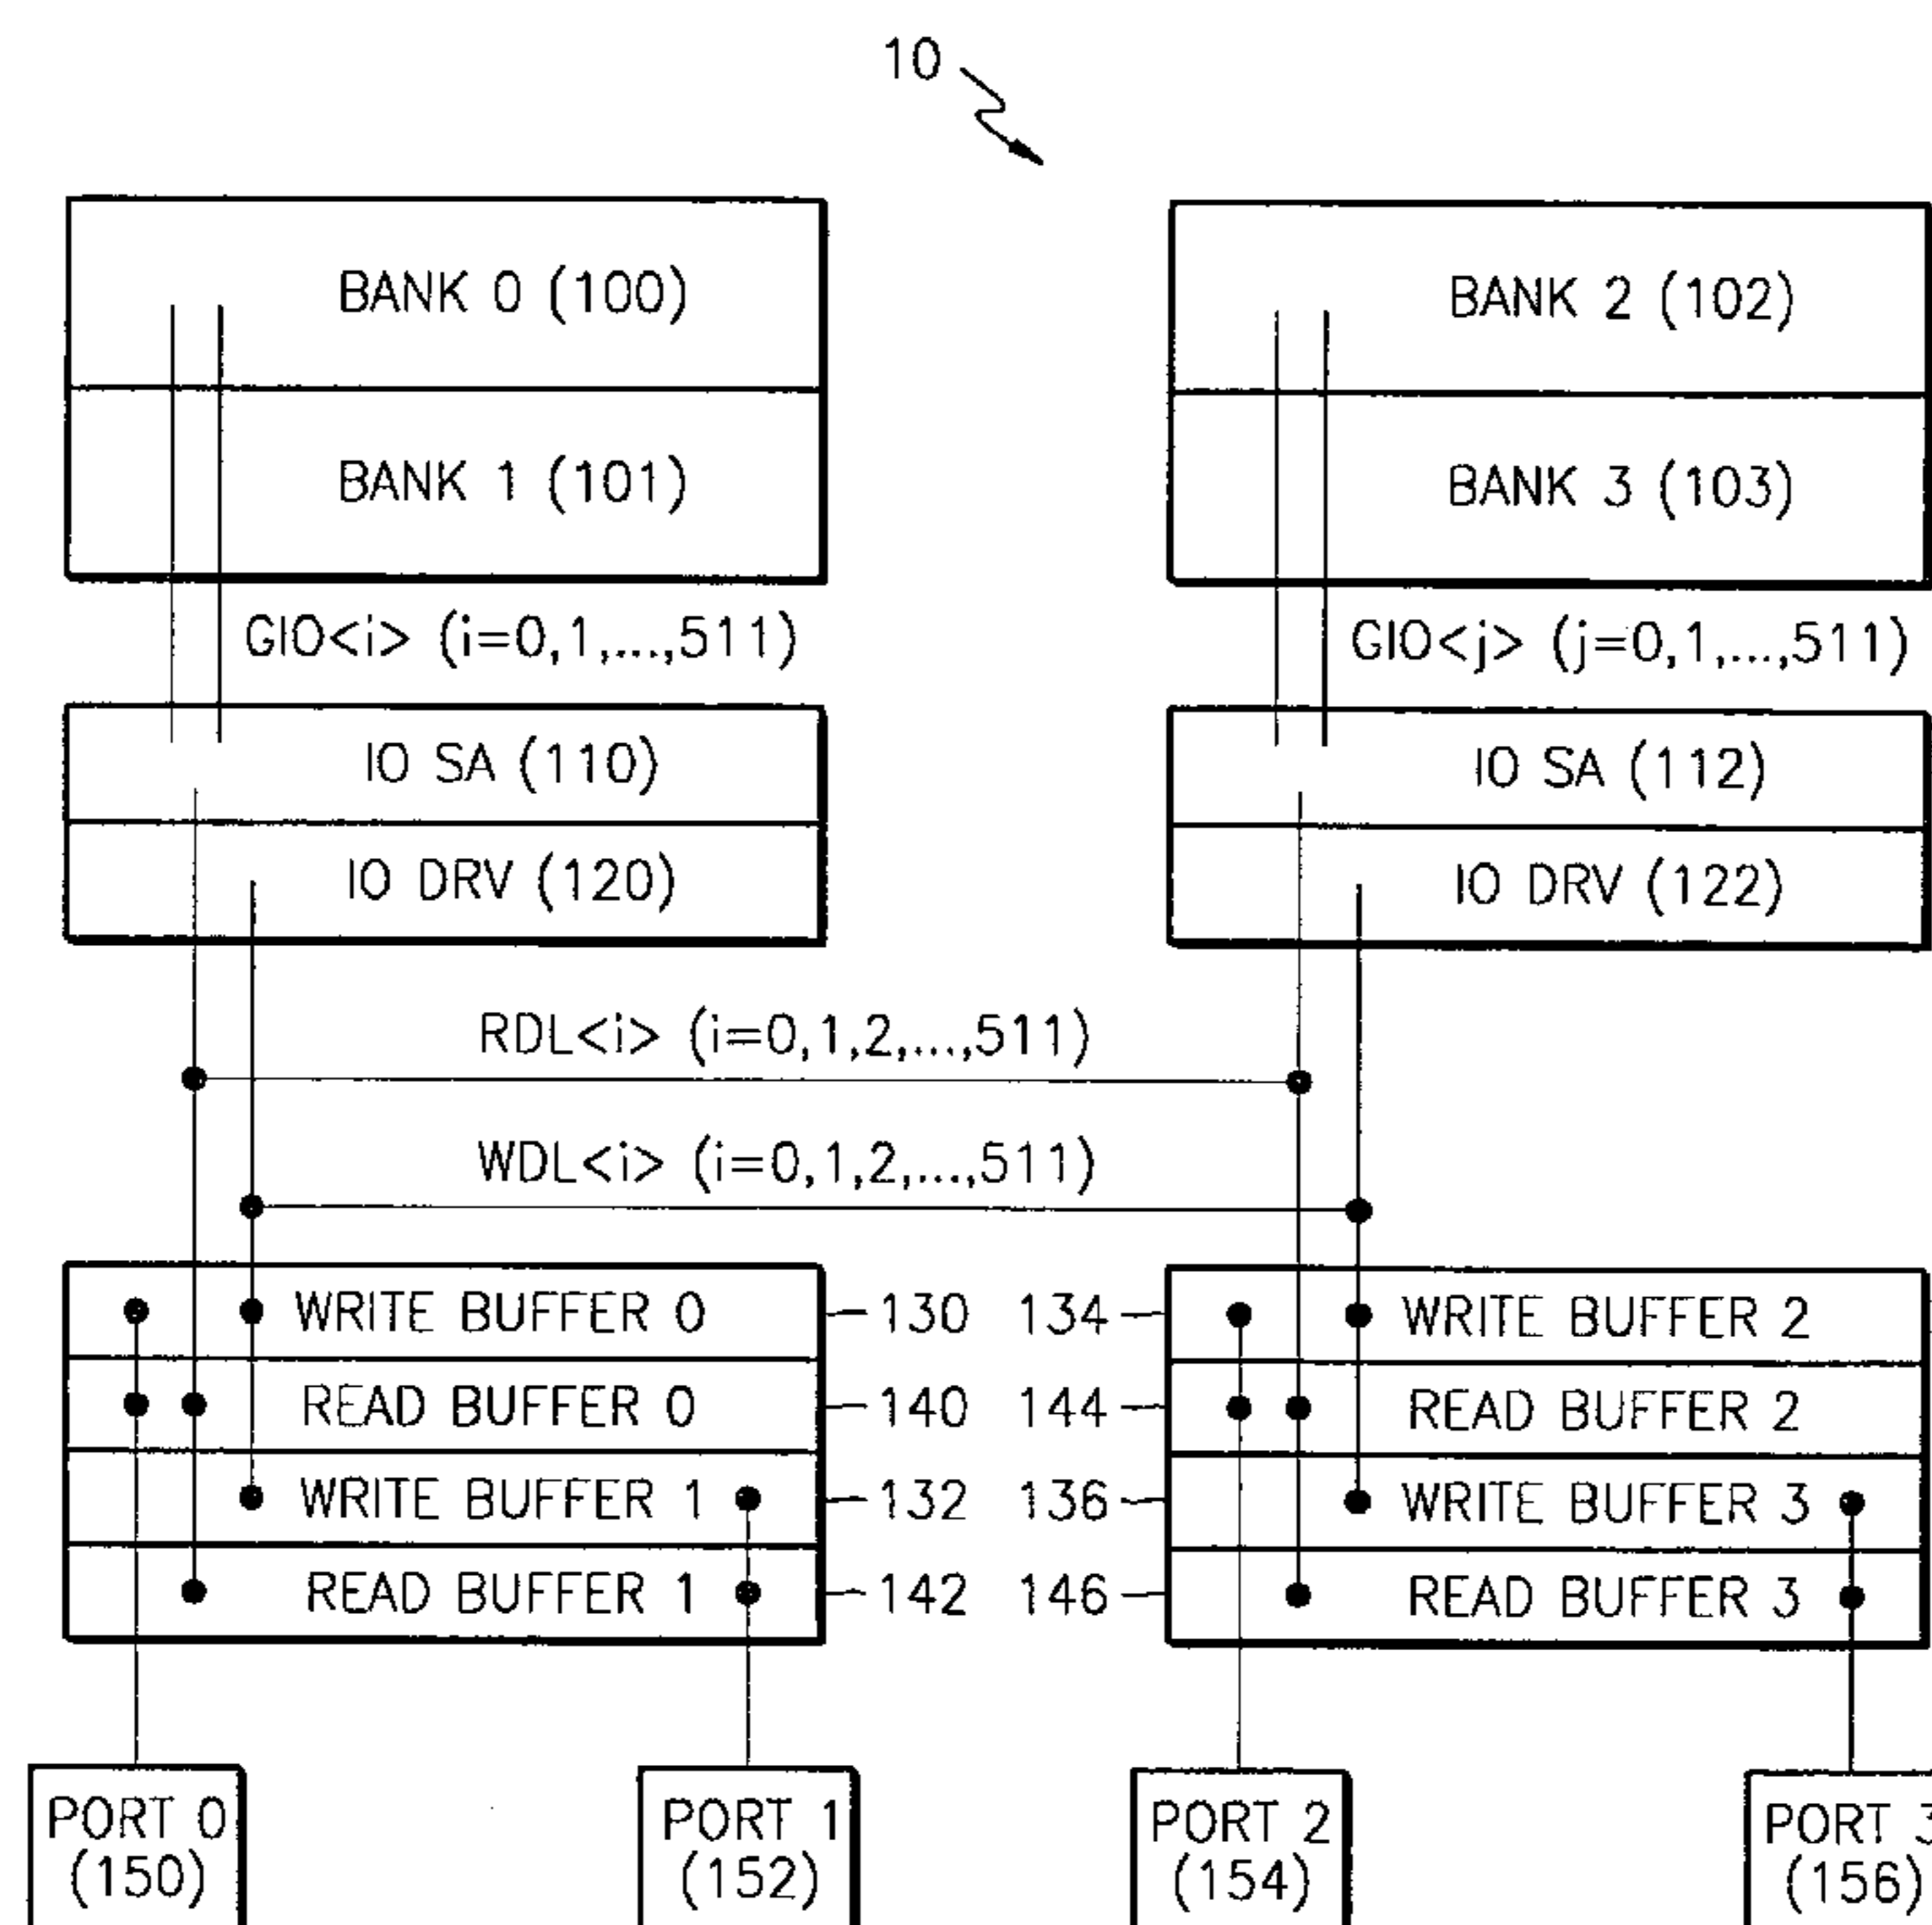 10
BANK 0 (100)
BANK 2 (102)
BANK 1 (101)
BANK 3 (103)
GIO<i> (i=0,1,...,511)
GIO<j> (j=0,1,...,511)
IO SA (110)
IO SA (112)
IO DRV (120)
IO DRV (122)
RDL<i> (i=0,1,2,...,511)
WDL<i> (i=0,1,2,...,511)
WRITE BUFFER 0
130
134
WRITE BUFFER 2
READ BUFFER 0
140
144
READ BUFFER 2
WRITE BUFFER 1
132
136
WRITE BUFFER 3
READ BUFFER 1
142
146
READ BUFFER 3
PORT 0
(150)
PORT 1
(152)
PORT 2
(154)
PORT 3
(156)